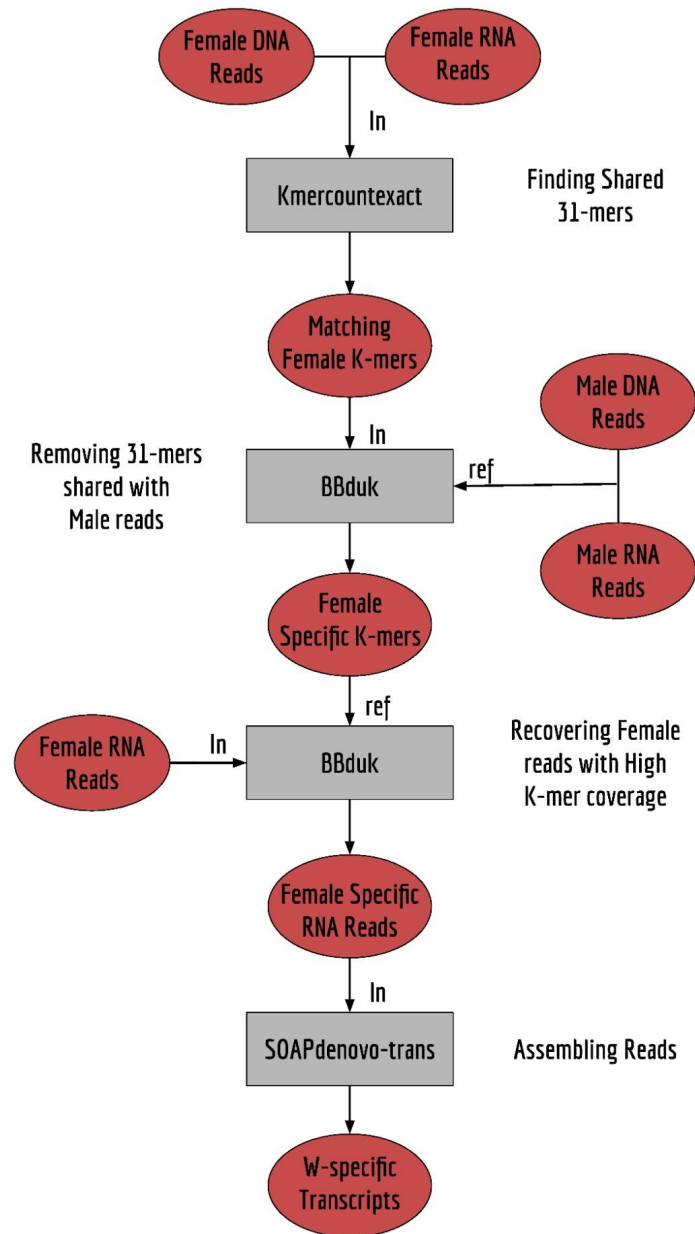 Female DNA
Reads
Female RNA
Reads
In
Kmercountexact
Finding Shared
31-mers
Matching
Female K-mers
In
Male DNA
Reads
Removing 31-mers
shared with
Male reads
BBduk
ref
Male RNA
Reads
Female
Specific K-mers
ref
Female RNA
Reads
In
BBduk
Recovering Female
reads with High
K-mer coverage
Female Specific
RNA Reads
In
SOAPdenovo-trans
Assembling Reads
W-specific
Transcripts